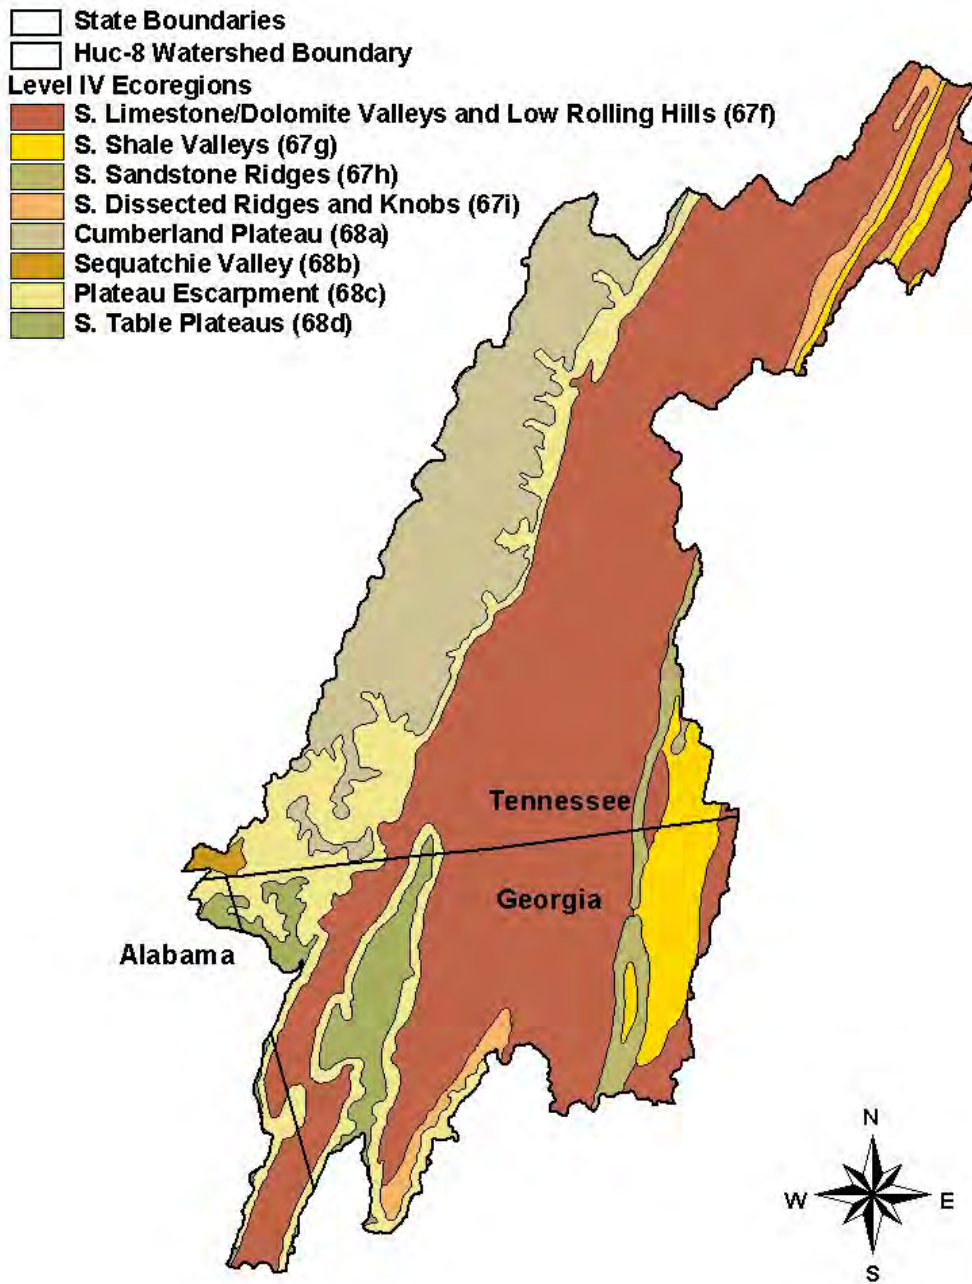 State Boundaries
Huc-8 Watershed Boundary
Level IV Ecoregions
S. Limestone/Dolomite Valleys and Low Rolling Hills (67f)
S. Shale Valleys (67g)
S. Sandstone Ridges (67h)
S. Dissected Ridges and Knobs (67i)
Cumberland Plateau (68a)
Sequatchie Valley (68b)
Plateau Escarpment (68c)
S. Table Plateaus (68d)
Tennessee
Georgia
Alabama
N
W
E
S